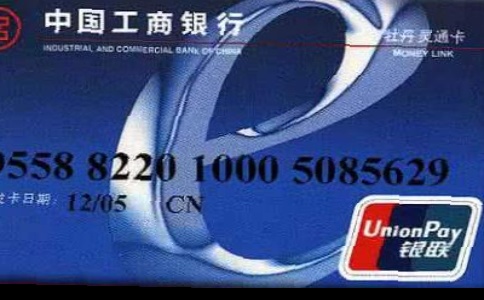 中国工商银行
INDUSTRIAL AND COMMERCIAL BANK OF CHINA
牡丹灵通卡
MONEY LINK
9558 8220 1000 5085629
发卡日期: 12/05 CN
UnionPay
银联